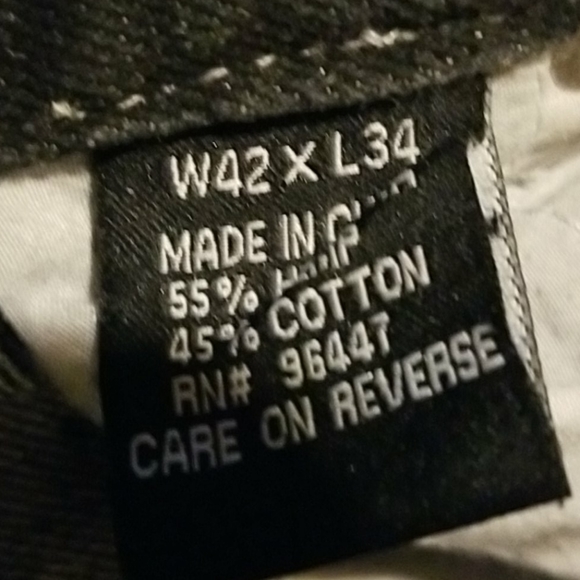 W42 X L34
MADE IN
55%
45% COTTON
RN# 96447
CARE ON REVERSE